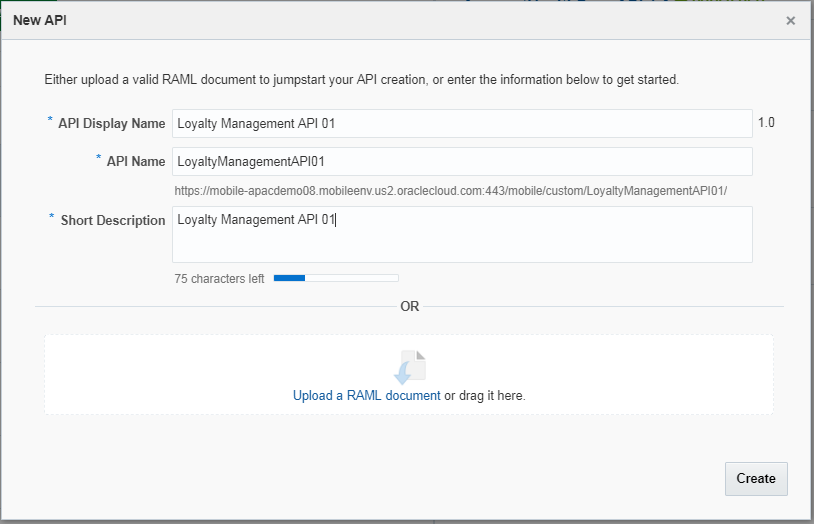 New API
×
Either upload a valid RAML document to jumpstart your API creation, or enter the information below to get started.
* API Display Name Loyalty Management API 01 1.0
* API Name LoyaltyManagementAPI01
https://mobile-apacdemo08.mobileenv.us2.oraclecloud.com:443/mobile/custom/LoyaltyManagementAPI01/
* Short Description Loyalty Management API 01
75 characters left
OR
Upload a RAML document or drag it here.
Create